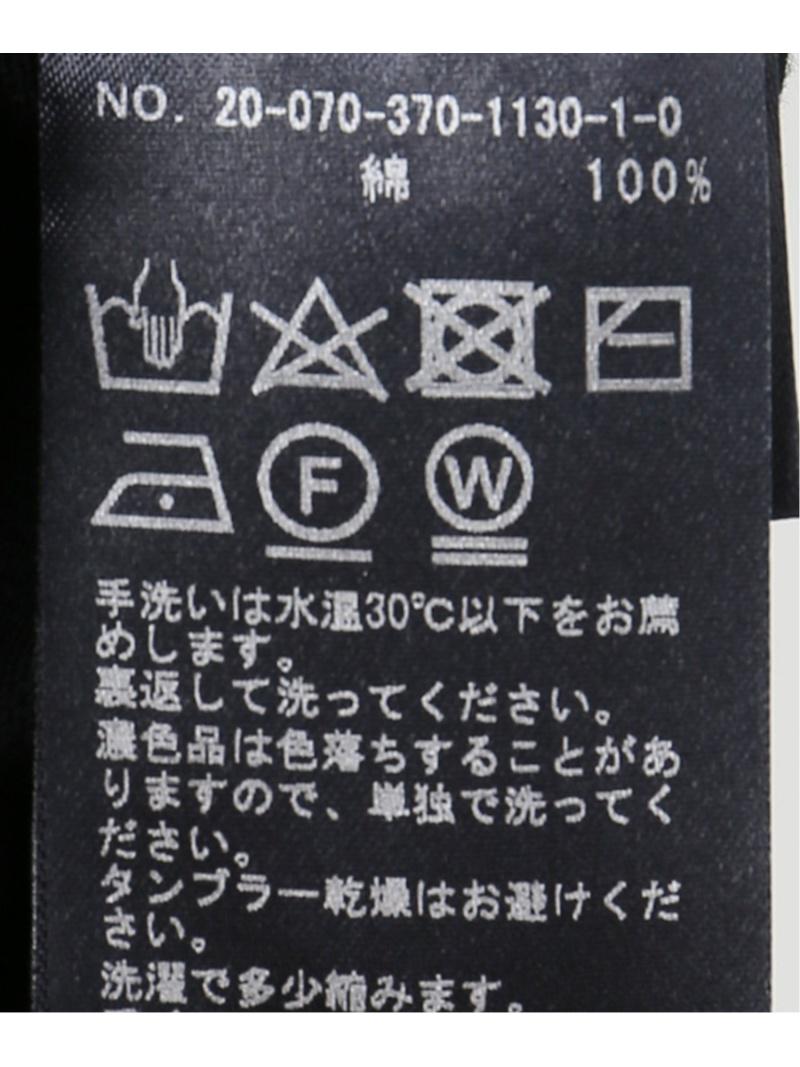 NO. 20-070-370-1130-1-0
綿 100%
F W
手洗いは水温30℃以下をお薦
めします。
裏返して洗ってください。
濃色品は色落ちすることがあ
りますので、単独で洗ってく
ださい。
タンブラー乾燥はお避けくだ
さい。
洗濯で多少縮みます。